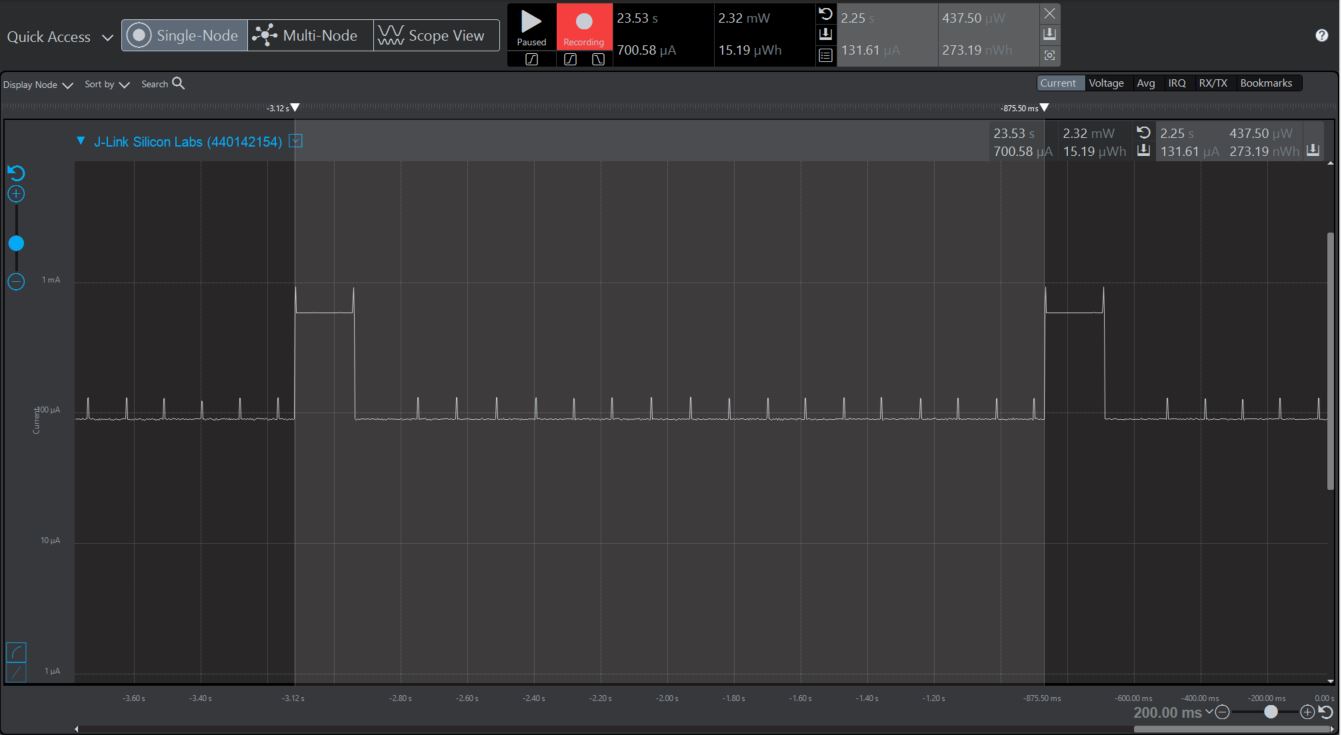 Quick Access
Single-Node
Multi-Node
Scope View
Paused
Recording
23.53 s
2.32 mW
700.58 µA
15.19 µWh
2.25 s
437.50 µW
131.61 µA
273.19 nWh
?
Display Node
Sort by
Search
Current
Voltage
Avg
IRQ
RX/TX
Bookmarks
-3.12 s
-875.50 ms
J-Link Silicon Labs (440142154)
23.53 s
2.32 mW
2.25 s
437.50 µW
700.58 µA
15.19 µWh
131.61 µA
273.19 nWh
1 mA
100 µA
Current
10 µA
1 µA
-3.60 s
-3.40 s
-3.12 s
-2.80 s
-2.60 s
-2.40 s
-2.20 s
-2.00 s
-1.80 s
-1.60 s
-1.40 s
-1.20 s
-875.50 ms
-600.00 ms
-400.00 ms
-200.00 ms
0.00 s
200.00 ms